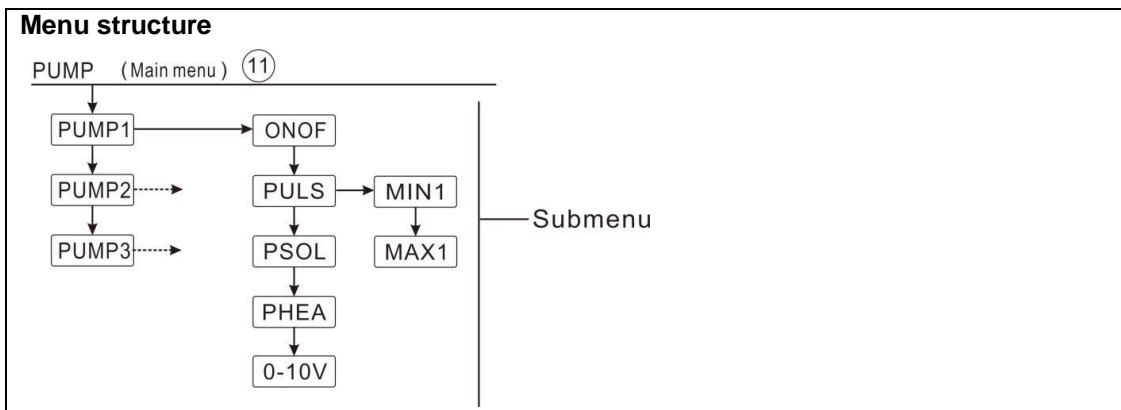 Menu structure
PUMP (Main menu) 11
PUMP1 ONOF
PUMP2 PULS MIN1
Submenu
PUMP3 PSOL MAX1
PHEA
0-10V